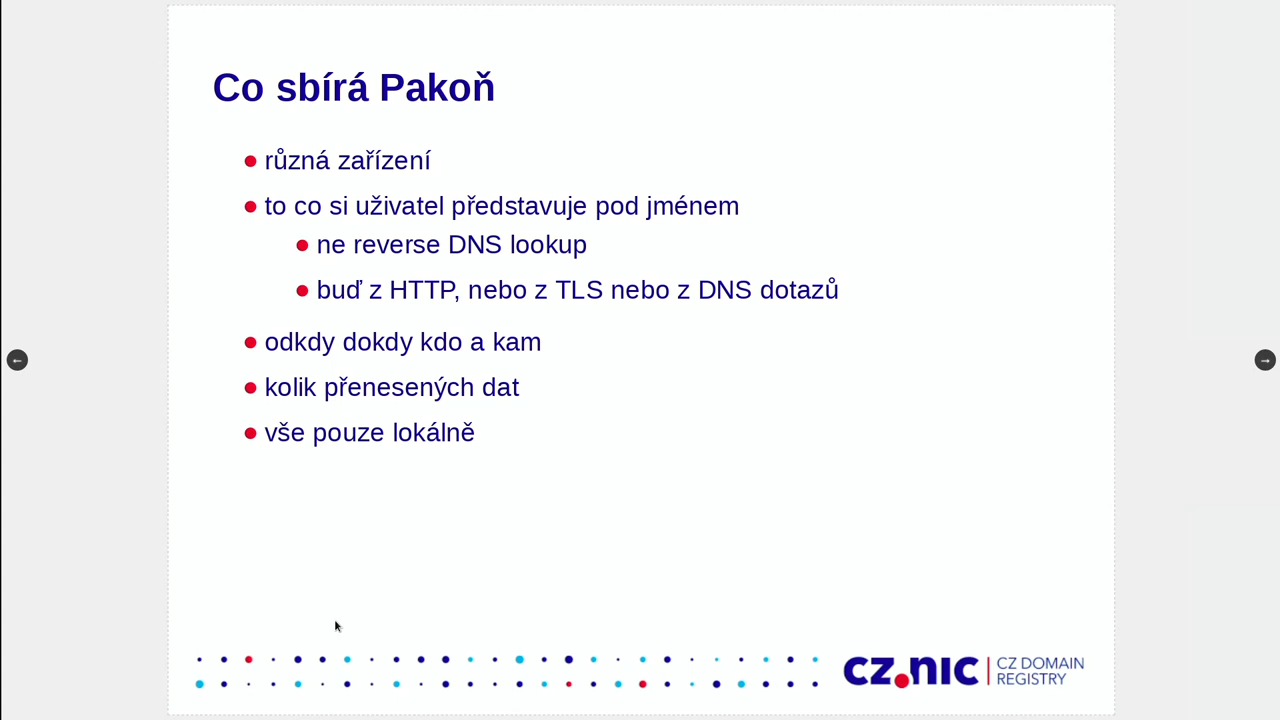 Co sbírá Pakoň
různá zařízení
to co si uživatel představuje pod jménem
ne reverse DNS lookup
buď z HTTP, nebo z TLS nebo z DNS dotazů
odkdy dokdy kdo a kam
kolik přenesených dat
vše pouze lokálně
CZ.NIC
CZ DOMAIN
REGISTRY